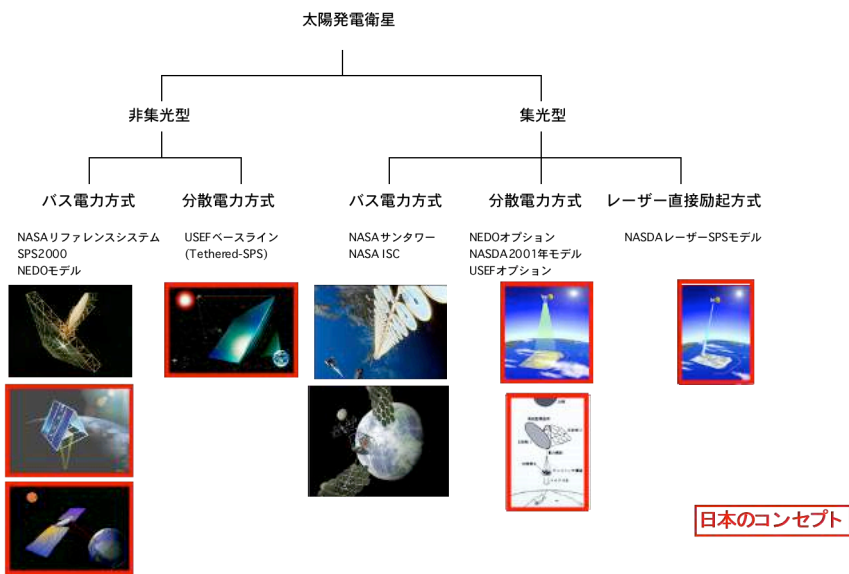 太陽発電衛星
非集光型
集光型
バス電力方式
分散電力方式
バス電力方式
分散電力方式
レーザー直接励起方式
NASAリファレンスシステム
SPS2000
NEDOモデル
USEFベースライン
(Tethered-SPS)
NASAサンタワー
NASA ISC
NEDOオプション
NASDA2001年モデル
USEFオプション
NASDAレーザーSPSモデル
日本のコンセプト